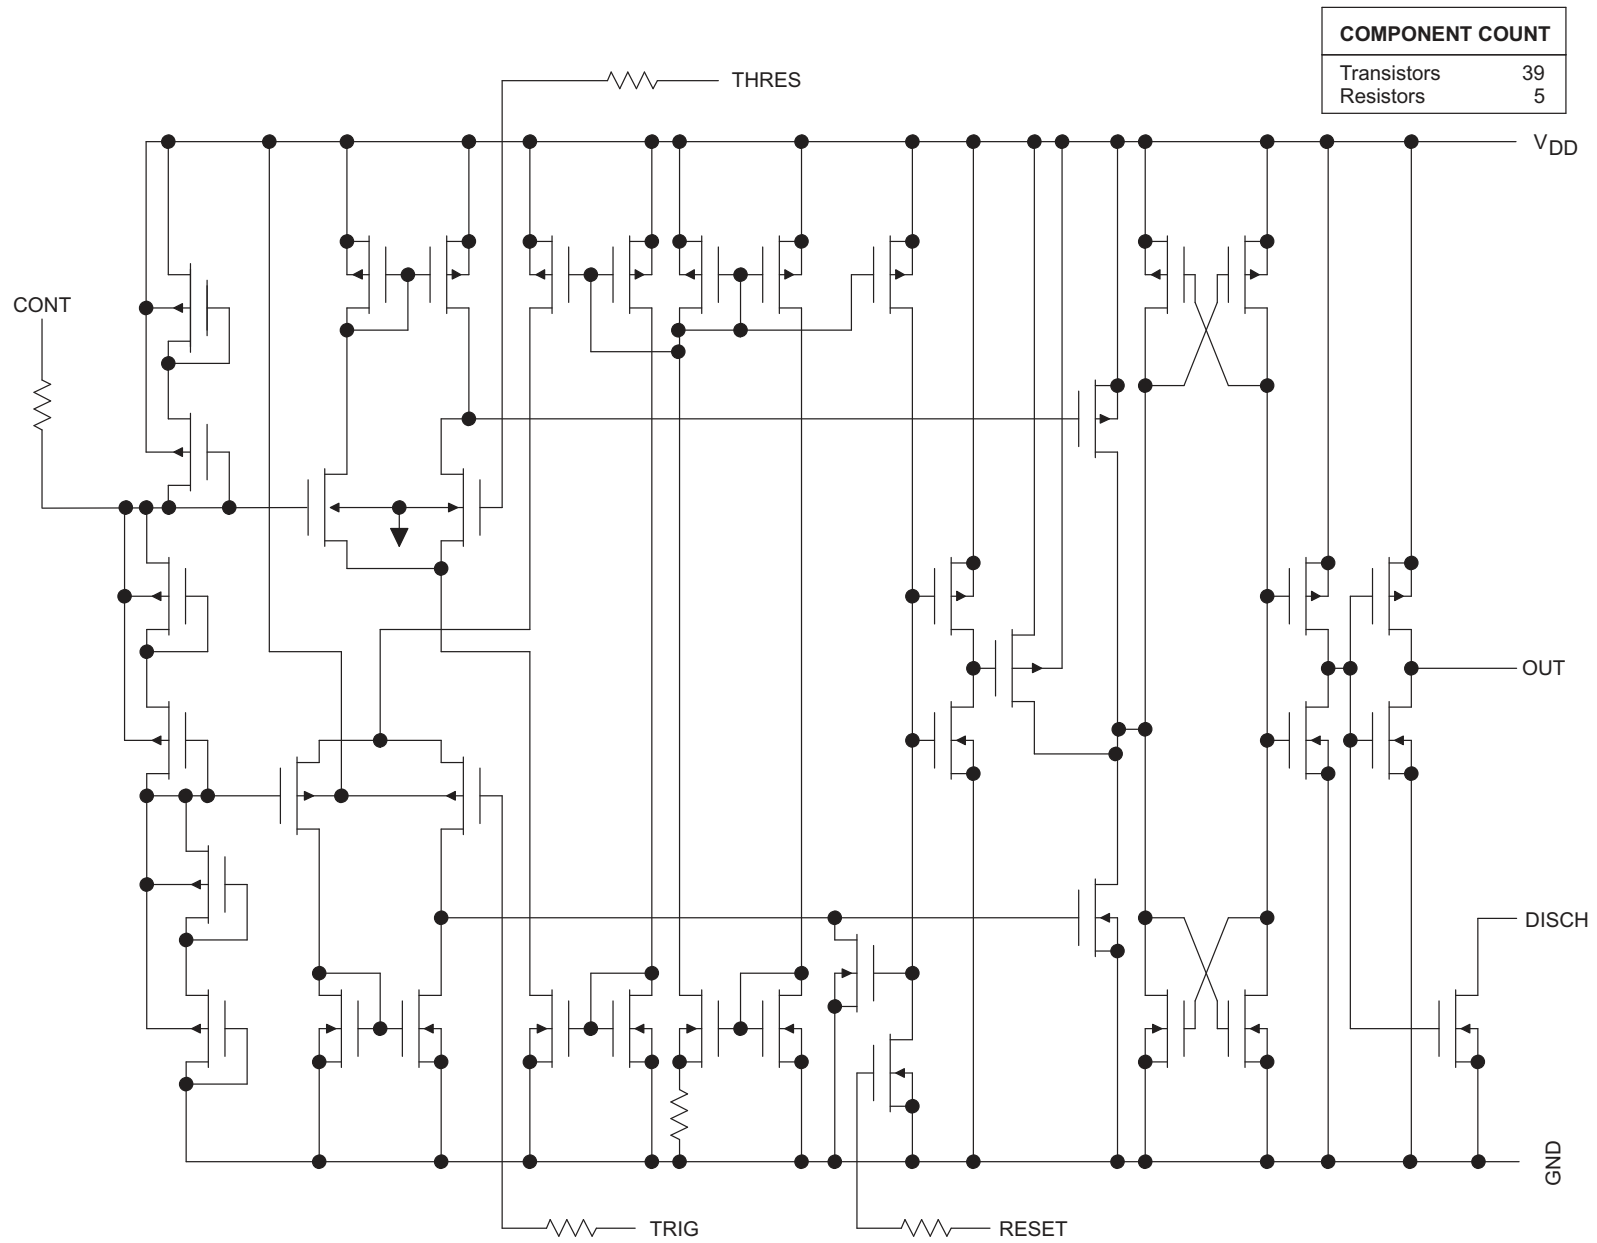 COMPONENT COUNT
Transistors 39
Resistors 5
THRES
VDD
CONT
OUT
DISCH
GND
TRIG
RESET